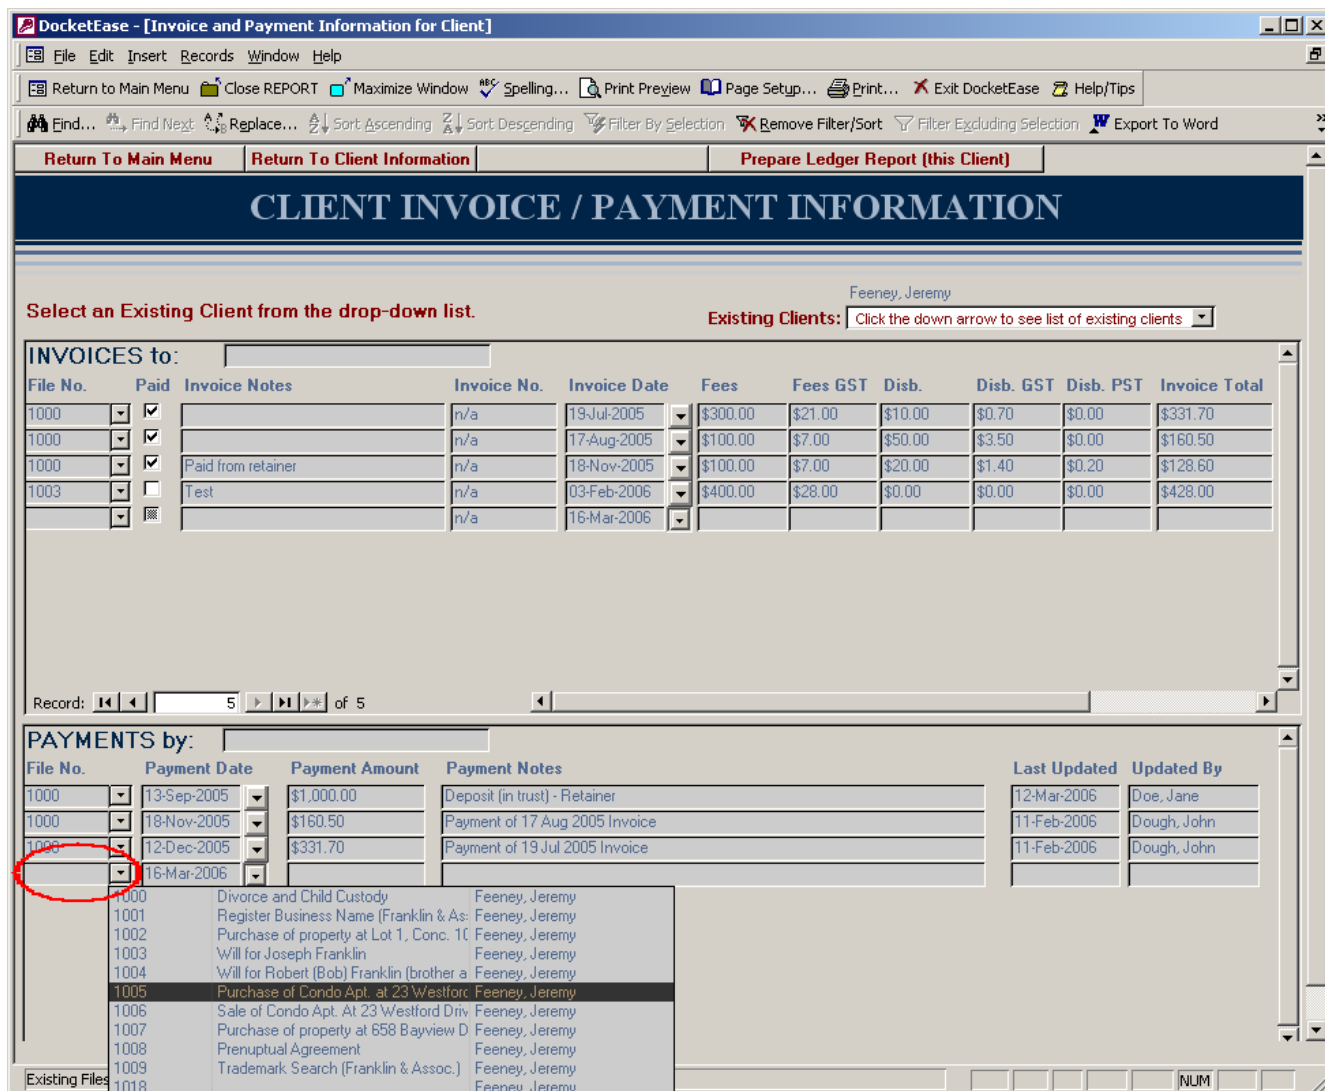 DocketEase - [Invoice and Payment Information for Client]
File Edit Insert Records Window Help
Return to Main Menu Close REPORT Maximize Window Spelling... Print Preview Page Setup... Print... Exit DocketEase Help/Tips
Find... Find Next Replace... Sort Ascending Sort Descending Filter By Selection Remove Filter/Sort Filter Excluding Selection Export To Word
Return To Main Menu Return To Client Information Prepare Ledger Report (this Client)
CLIENT INVOICE / PAYMENT INFORMATION
Feeney, Jeremy
Select an Existing Client from the drop-down list.
Existing Clients: Click the down arrow to see list of existing clients
INVOICES to:
File No. Paid Invoice Notes Invoice No. Invoice Date Fees Fees GST Disb. Disb. GST Disb. PST Invoice Total
1000 n/a 19-Jul-2005 $300.00 $21.00 $10.00 $0.70 $0.00 $331.70
1000 n/a 17-Aug-2005 $100.00 $7.00 $50.00 $3.50 $0.00 $160.50
1000 Paid from retainer n/a 18-Nov-2005 $100.00 $7.00 $20.00 $1.40 $0.20 $128.60
1003 Test n/a 03-Feb-2006 $400.00 $28.00 $0.00 $0.00 $0.00 $428.00
n/a 16-Mar-2006
Record: 5 of 5
PAYMENTS by:
File No. Payment Date Payment Amount Payment Notes Last Updated Updated By
1000 13-Sep-2005 $1,000.00 Deposit (in trust) - Retainer 12-Mar-2006 Doe, Jane
1000 18-Nov-2005 $160.50 Payment of 17 Aug 2005 Invoice 11-Feb-2006 Dough, John
1000 12-Dec-2005 $331.70 Payment of 19 Jul 2005 Invoice 11-Feb-2006 Dough, John
16-Mar-2006
1000 Divorce and Child Custody Feeney, Jeremy
1001 Register Business Name (Franklin & As Feeney, Jeremy
1002 Purchase of property at Lot 1, Conc. 10 Feeney, Jeremy
1003 Will for Joseph Franklin Feeney, Jeremy
1004 Will for Robert (Bob) Franklin (brother a Feeney, Jeremy
1005 Purchase of Condo Apt. at 23 Westford Feeney, Jeremy
1006 Sale of Condo Apt. At 23 Westford Driv Feeney, Jeremy
1007 Purchase of property at 658 Bayview D Feeney, Jeremy
1008 Prenuptual Agreement Feeney, Jeremy
1009 Trademark Search (Franklin & Assoc.) Feeney, Jeremy
1018 Feeney, Jeremy
Existing Files NUM